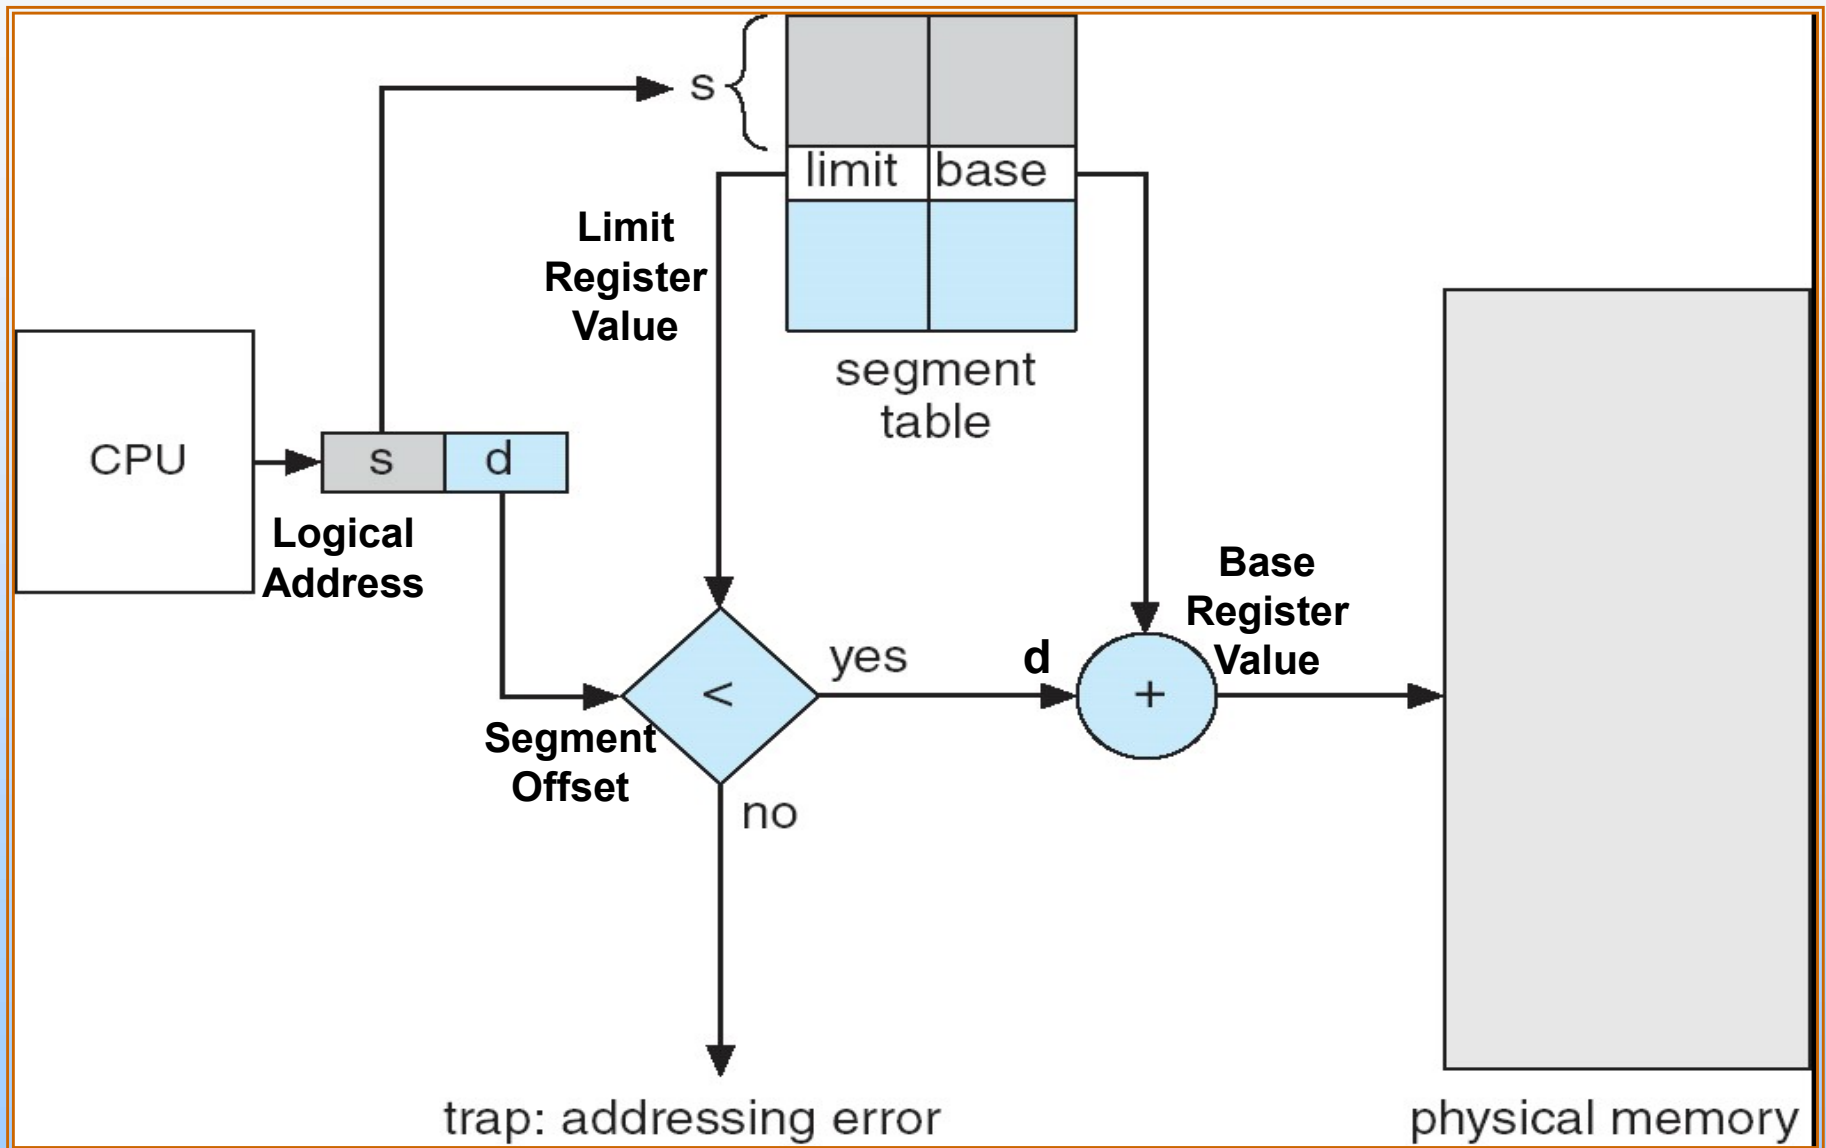 s
limit base
Limit
Register
Value
segment
table
CPU
s d
Logical
Address
Base
Register
Value
yes
d
<
+
Segment
Offset
no
trap: addressing error
physical memory